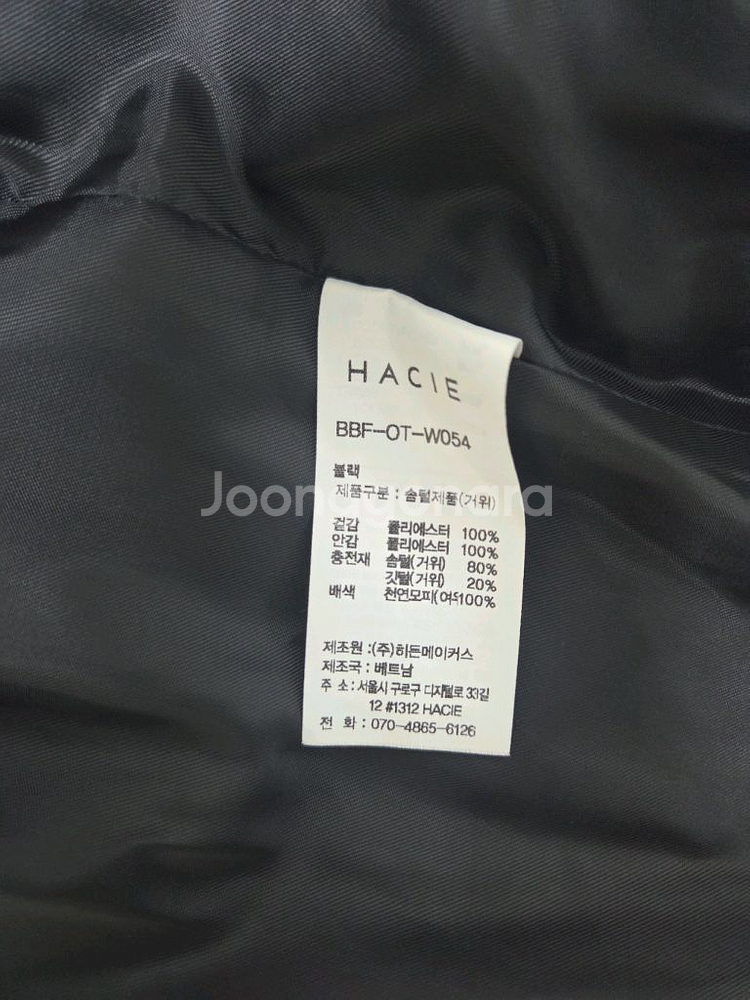 HACIE
BBF-OT-W054
블랙
제품구분 : 솜털제품(거위)
Joonggonara
겉감 폴리에스터 100%
안감 폴리에스터 100%
충전재 솜털(거위) 80%
깃털(거위) 20%
배색 천연모피(여우100%
제조원 :(주)히든메이커스
제조국 :베트남
주 소 :서울시 구로구 디지털로 33길
12 #1312 HACIE
전 화 : 070-4865-6126